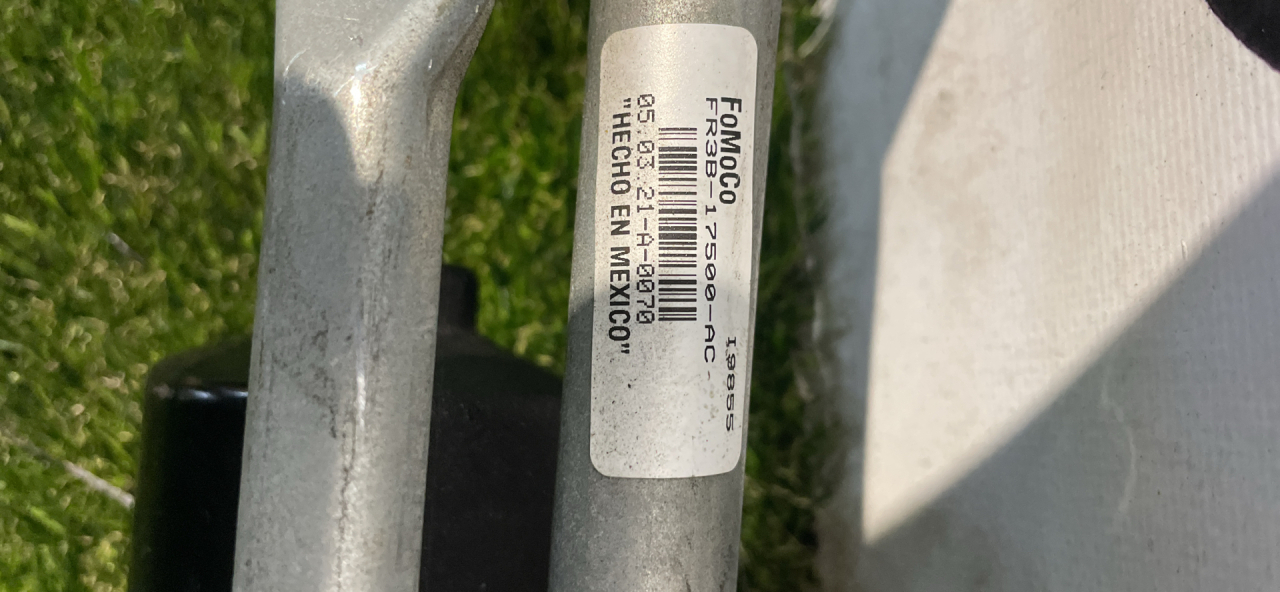 FoMoCo 19855
FR3B-17500-AC
05.03.21-A-0070
"HECHO EN MEXICO"